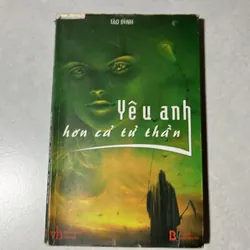 TÀO ĐÌNH
Yêu anh
hơn cả tử thần